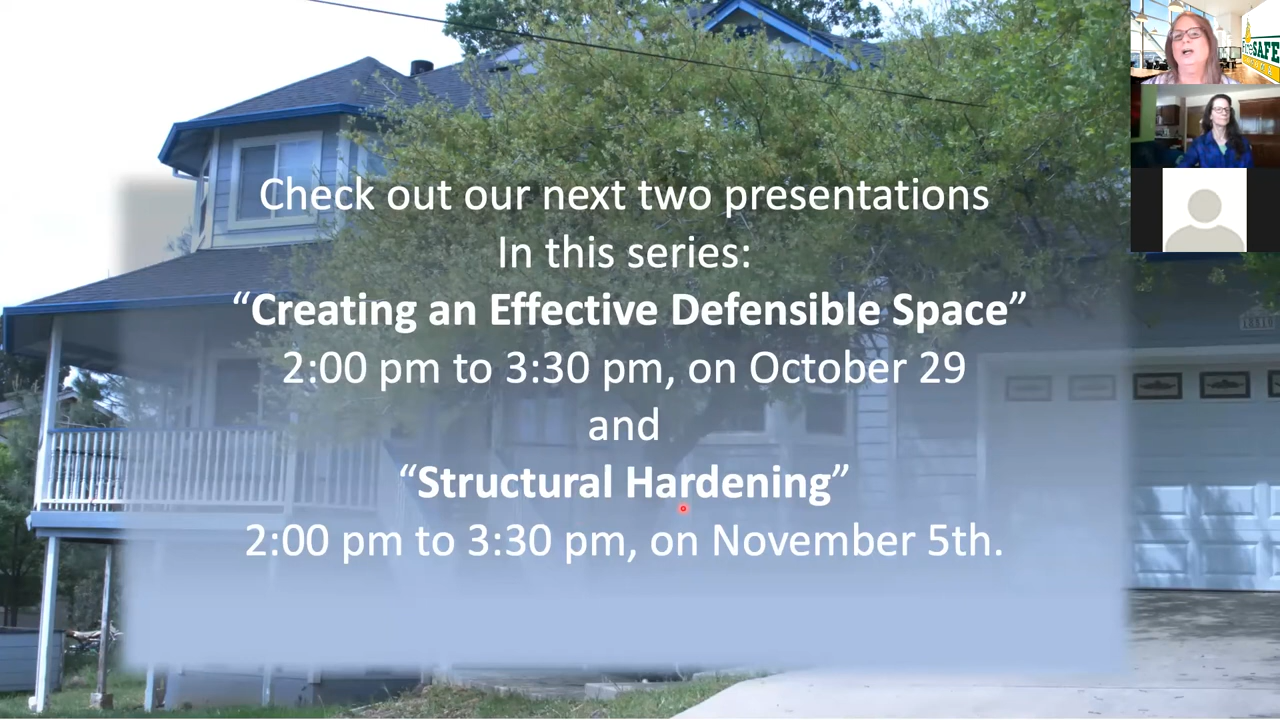 Check out our next two presentations
In this series:
“Creating an Effective Defensible Space”
2:00 pm to 3:30 pm, on October 29
and
“Structural Hardening”
2:00 pm to 3:30 pm, on November 5th.
SAFE